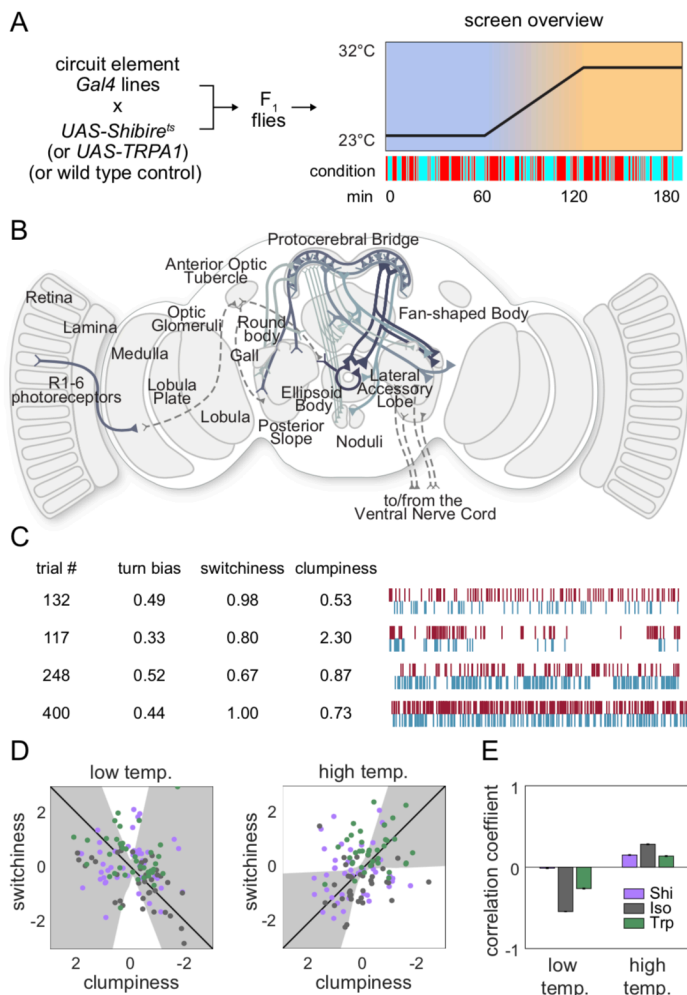 A
screen overview
circuit element
Gal4 lines
x
UAS-Shibireᵗˢ
(or UAS-TRPA1)
(or wild type control)
F₁
flies
32°C
23°C
condition
min
0
60
120
180
B
Protocerebral Bridge
Anterior Optic
Tubercle
Retina
Lamina
Medulla
Optic
Glomeruli
Round
body
Fan-shaped Body
Gall
R1-6
photoreceptors
Lobula
Plate
Lobula
Ellipsoid
Body
Lateral
Accessory
Lobe
Posterior
Slope
Noduli
to/from the
Ventral Nerve Cord
C
trial # turn bias switchiness clumpiness
132 0.49 0.98 0.53
117 0.33 0.80 2.30
248 0.52 0.67 0.87
400 0.44 1.00 0.73
D
low temp.
switchiness
2
0
-2
2 0 -2
clumpiness
high temp.
switchiness
2
0
-2
2 0 -2
clumpiness
E
correlation coeffiient
1
0
-1
Shi
Iso
Trp
low
temp.
high
temp.